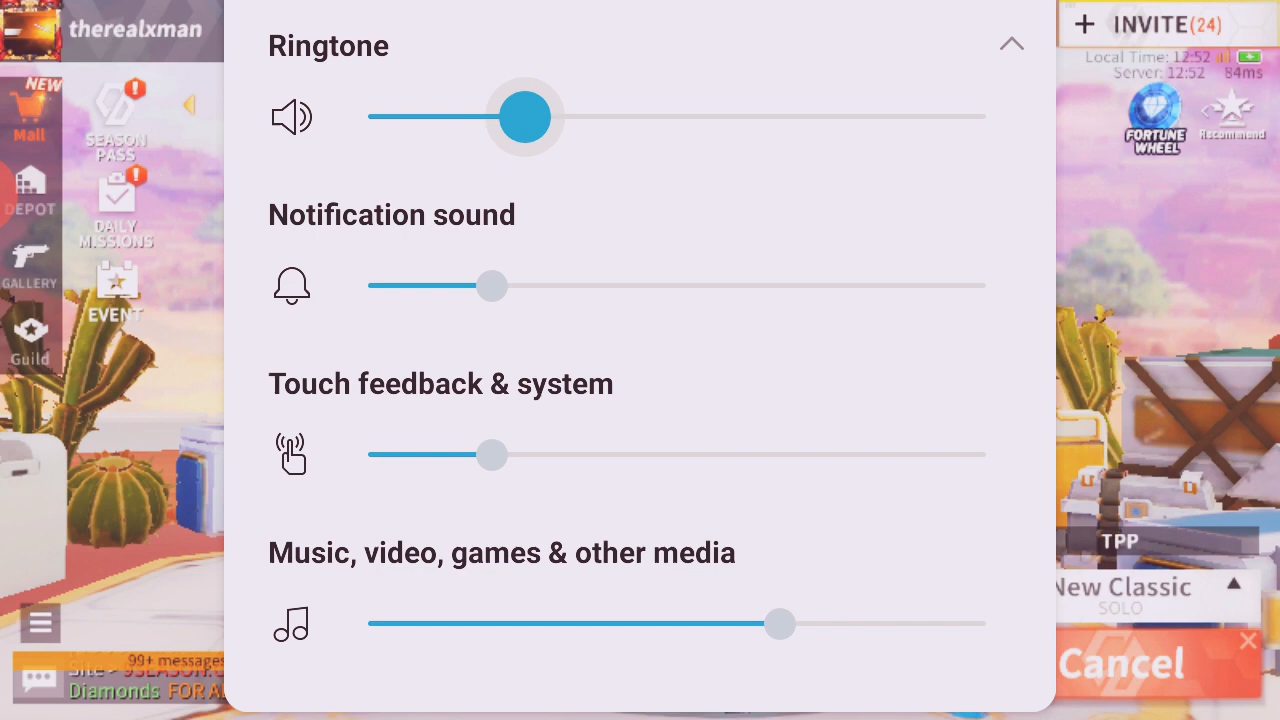 therealxman
NEW
Mall
SEASON
PASS
DEPOT
DAILY
MISSIONS
GALLERY
EVENT
Guild
99+ messages
Diamonds FOR
Ringtone
Notification sound
Touch feedback & system
Music, video, games & other media
+ INVITE(24)
Local Time: 12:52
Server: 12:52 84ms
FORTUNE
WHEEL
Recommend
TPP
New Classic
SOLO
Cancel